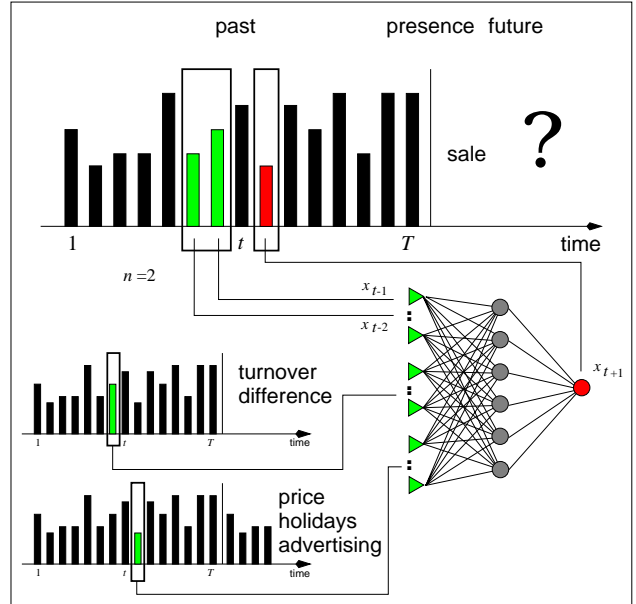 past presence future
sale ?
1 t T time
n =2
x t-1
x t-2
x t+1
turnover
difference
1 t T time
price
holidays
advertising
1 t T time